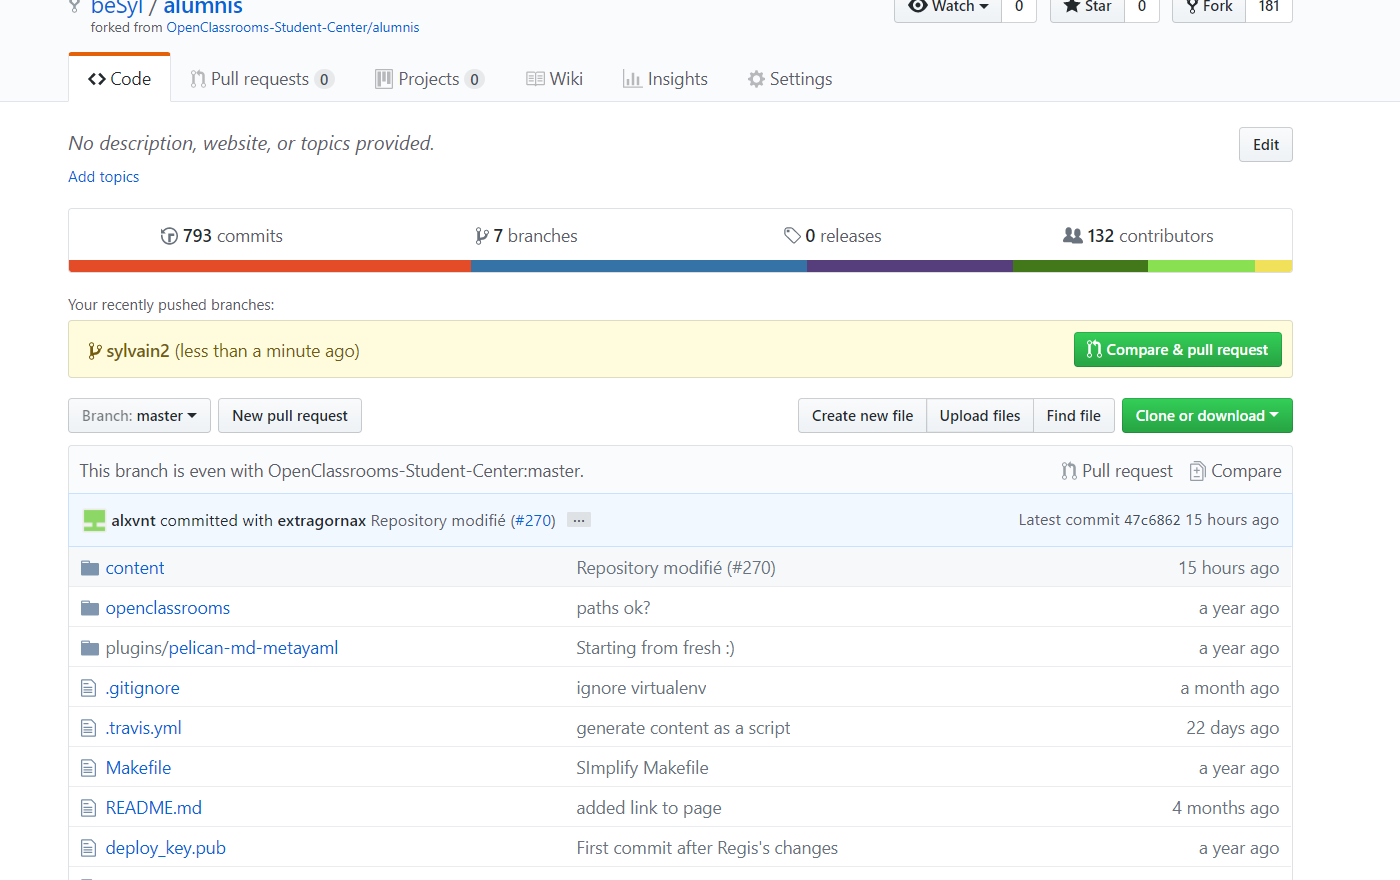 beSyl / alumnis
Watch 0 Star 0 Fork 181
forked from OpenClassrooms-Student-Center/alumnis
Code Pull requests 0 Projects 0 Wiki Insights Settings
No description, website, or topics provided. Edit
Add topics
793 commits 7 branches 0 releases 132 contributors
Your recently pushed branches:
sylvain2 (less than a minute ago) Compare & pull request
Branch: master New pull request Create new file Upload files Find file Clone or download
This branch is even with OpenClassrooms-Student-Center:master. Pull request Compare
alxvnt committed with extragornax Repository modifié (#270) ... Latest commit 47c6862 15 hours ago
content Repository modifié (#270) 15 hours ago
openclassrooms paths ok? a year ago
plugins/pelican-md-metayaml Starting from fresh :) a year ago
.gitignore ignore virtualenv a month ago
.travis.yml generate content as a script 22 days ago
Makefile SImplify Makefile a year ago
README.md added link to page 4 months ago
deploy_key.pub First commit after Regis's changes a year ago